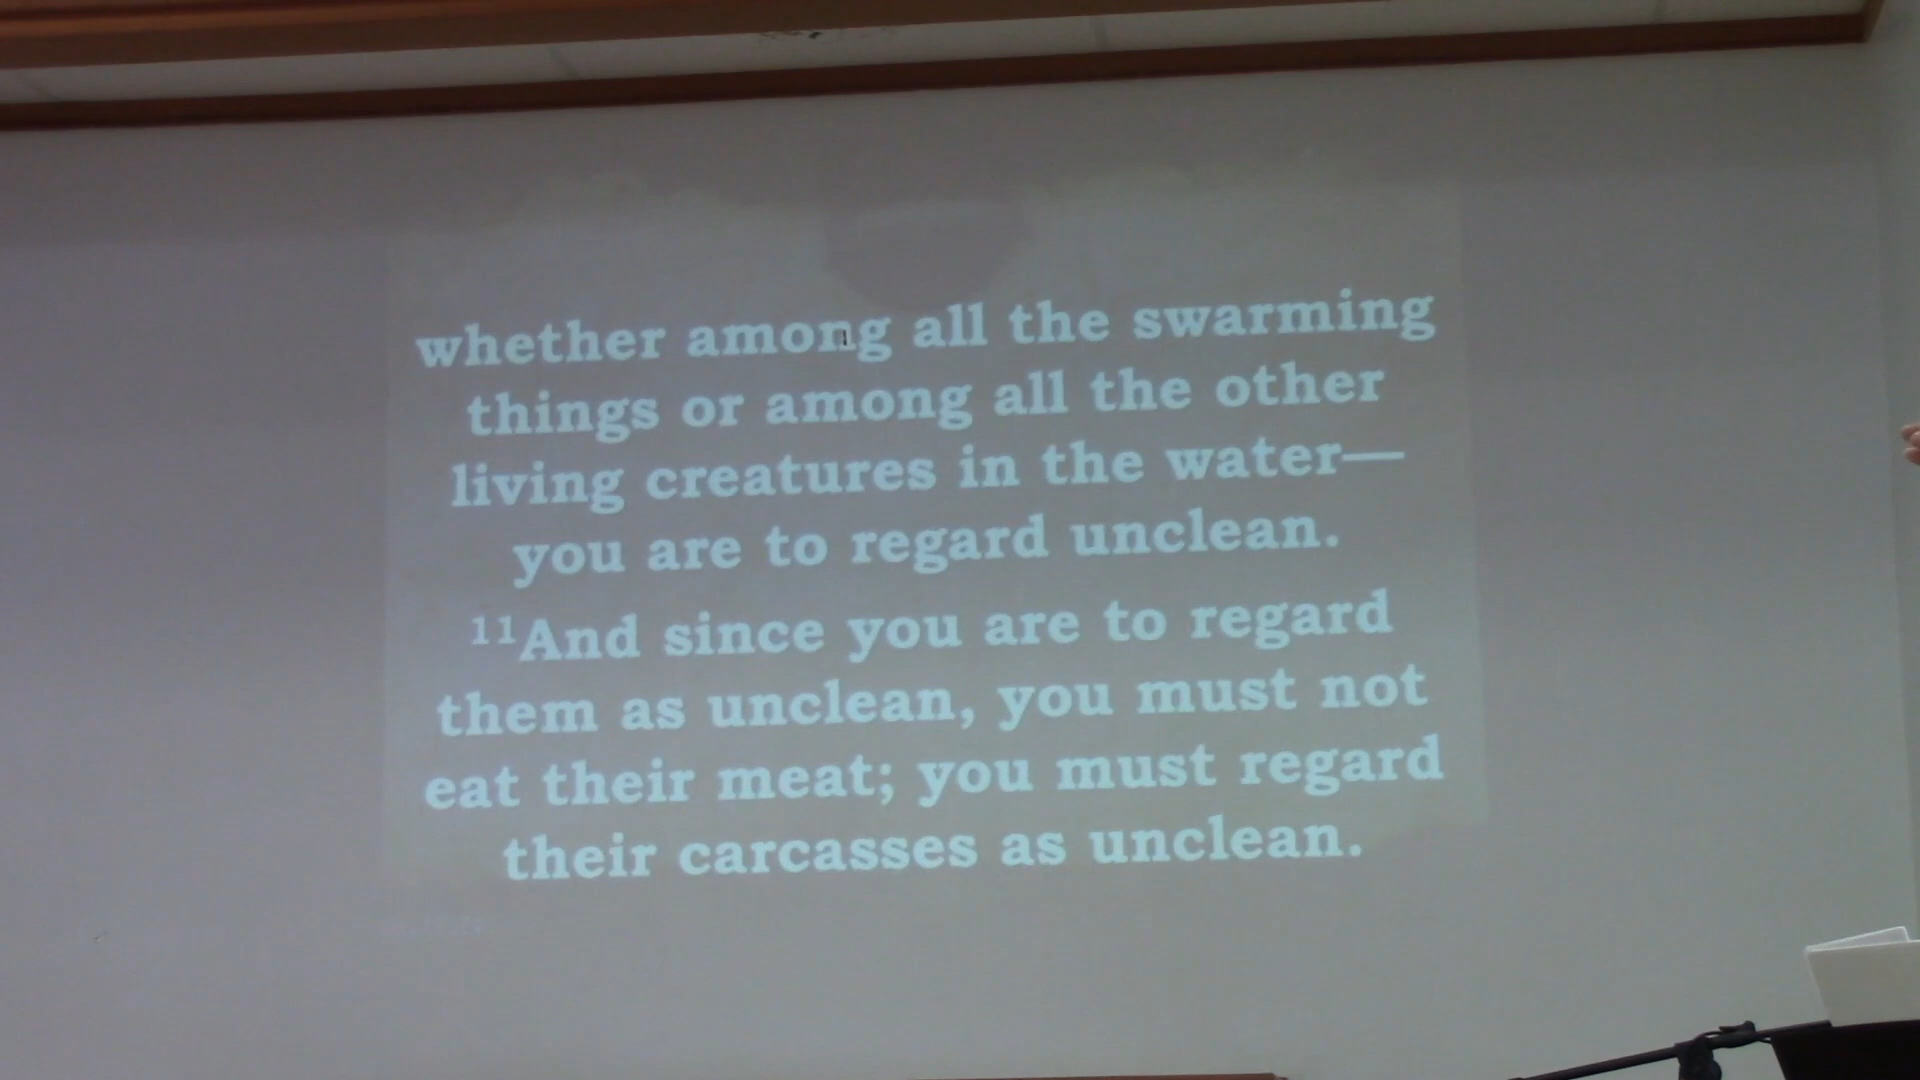 whether among all the swarming
things or among all the other
living creatures in the water—
you are to regard unclean.
¹¹And since you are to regard
them as unclean, you must not
eat their meat; you must regard
their carcasses as unclean.